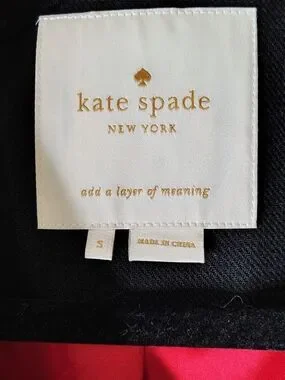 kate spade
NEW YORK
add a layer of meaning
S
MADE IN CHINA